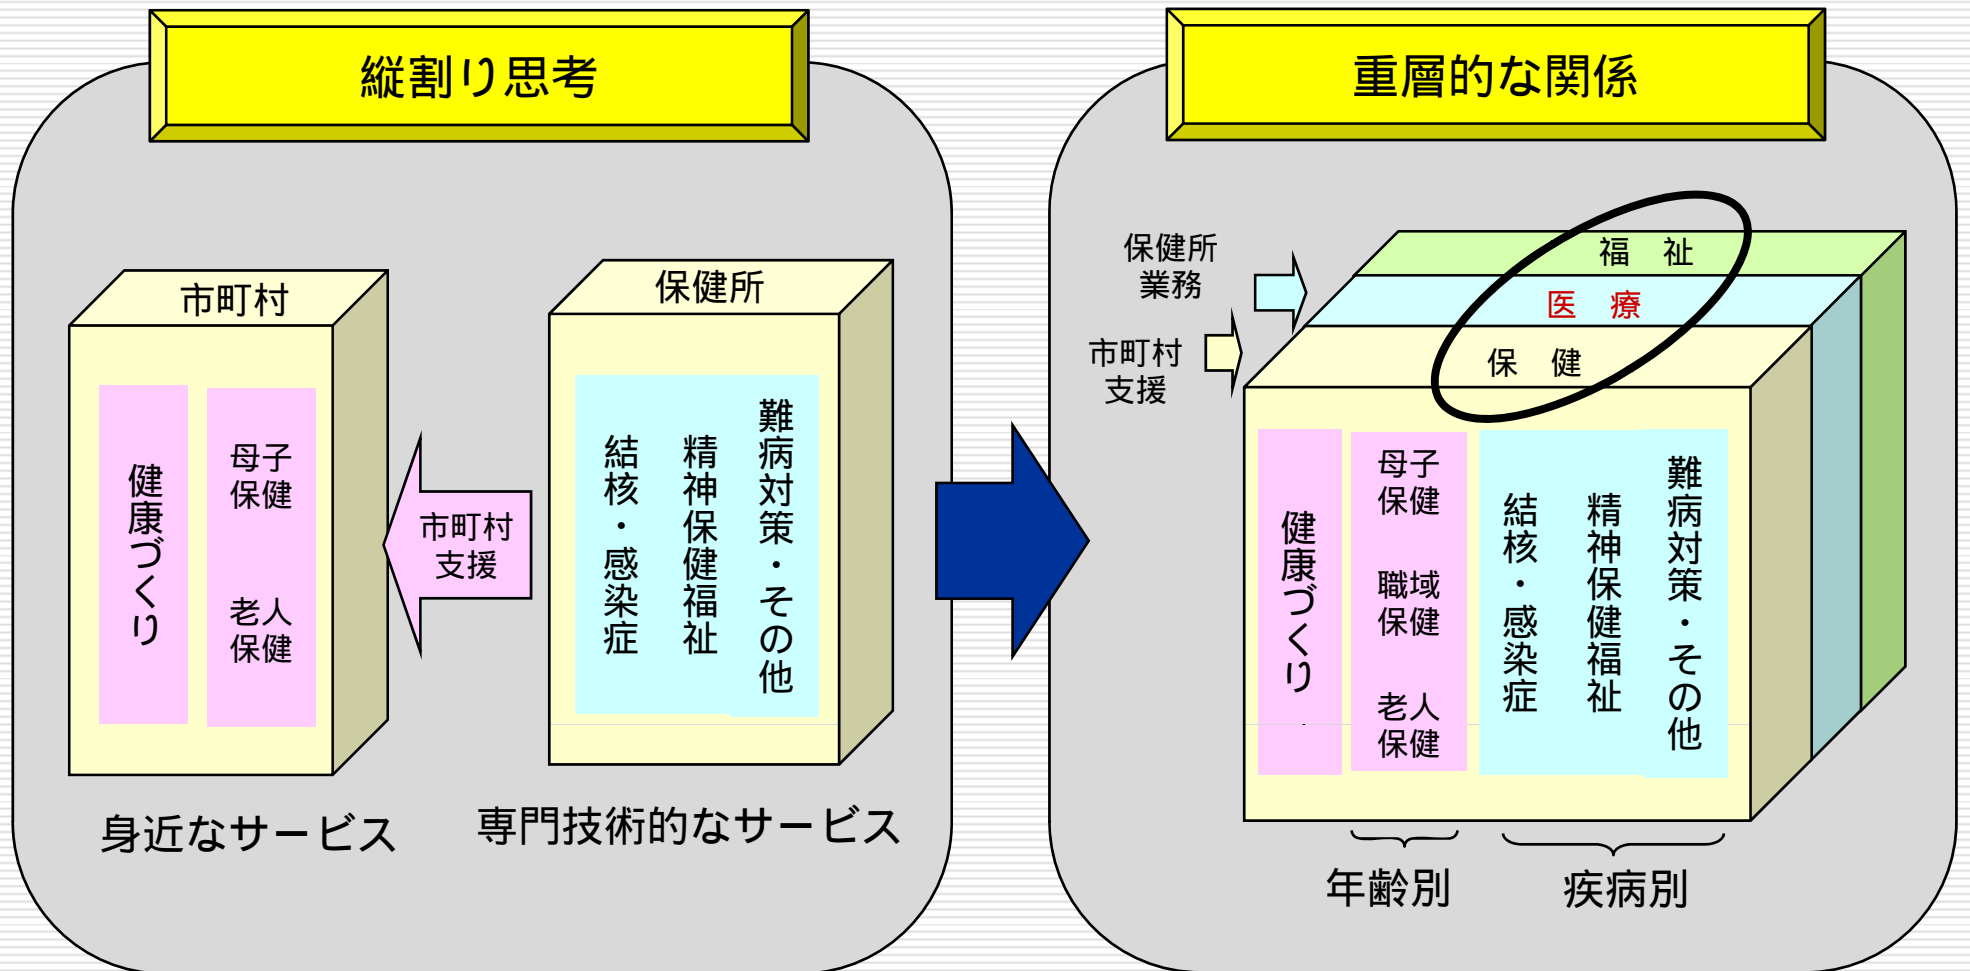 縦割り思考
市町村
健康づくり
母子
保健
老人
保健
身近なサービス
市町村
支援
保健所
結核・感染症
精神保健福祉
難病対策・その他
専門技術的なサービス
重層的な関係
保健所
業務
市町村
支援
福 祉
医 療
保 健
健康づくり
母子
保健
職域
保健
老人
保健
結核・感染症
精神保健福祉
難病対策・その他
年齢別
疾病別